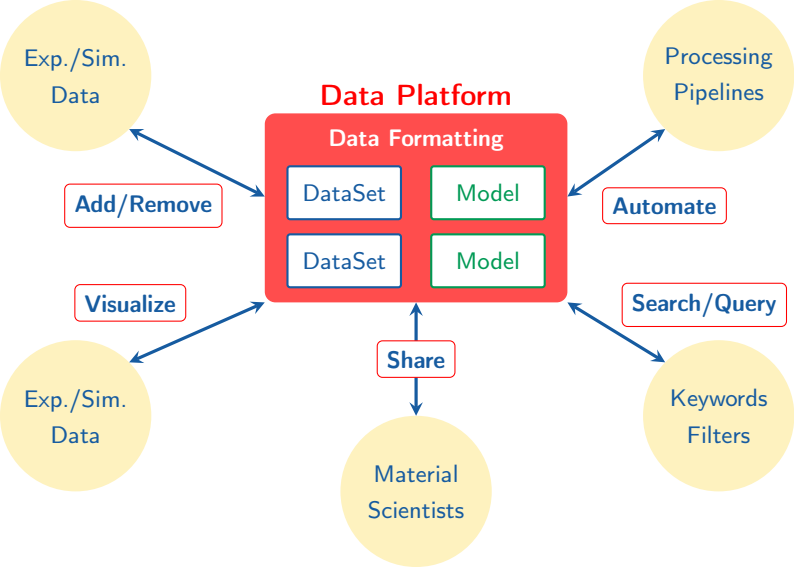 Exp./Sim.
Data
Processing
Pipelines
Data Platform
Data Formatting
DataSet
Model
DataSet
Model
Add/Remove
Automate
Visualize
Search/Query
Share
Exp./Sim.
Data
Keywords
Filters
Material
Scientists